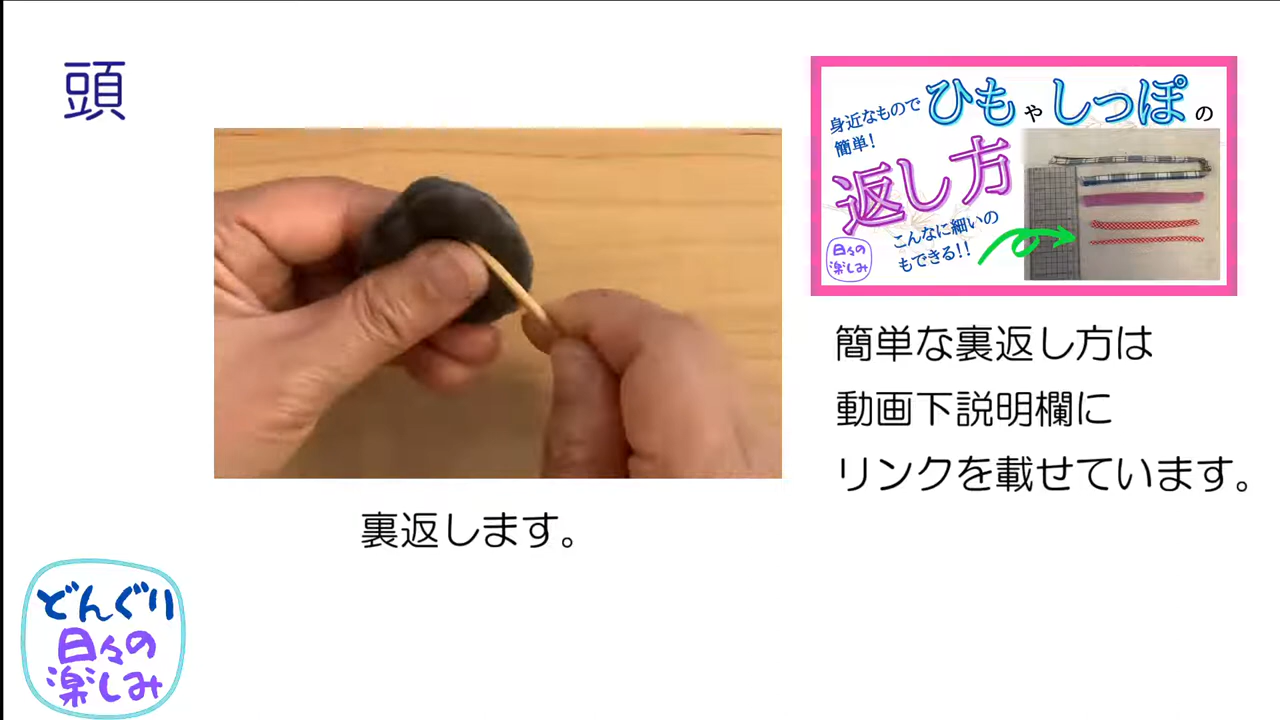 頭
身近なもので
簡単!
ひもやしっぽの
返し方
こんなに細いの
もできる!!
日々の
楽しみ
簡単な裏返し方は
動画下説明欄に
リンクを載せています。
裏返します。
どんぐり
日々の
楽しみ